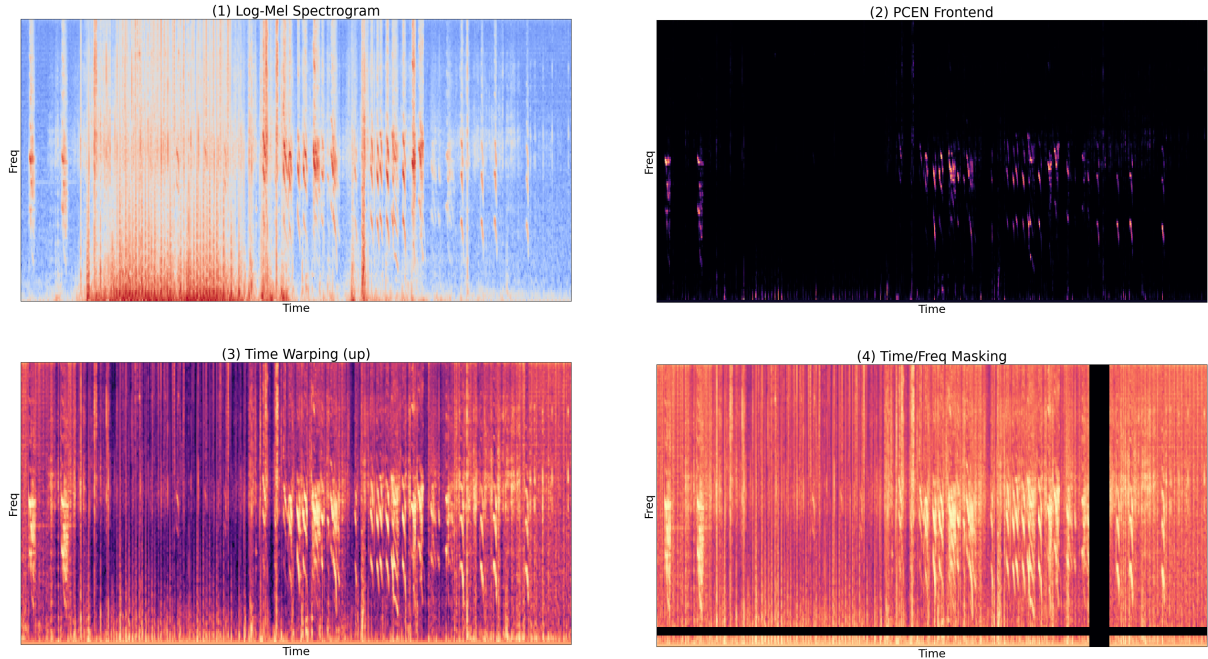 (1) Log-Mel Spectrogram
Freq
Time
(2) PCEN Frontend
Freq
Time
(3) Time Warping (up)
Freq
Time
(4) Time/Freq Masking
Freq
Time